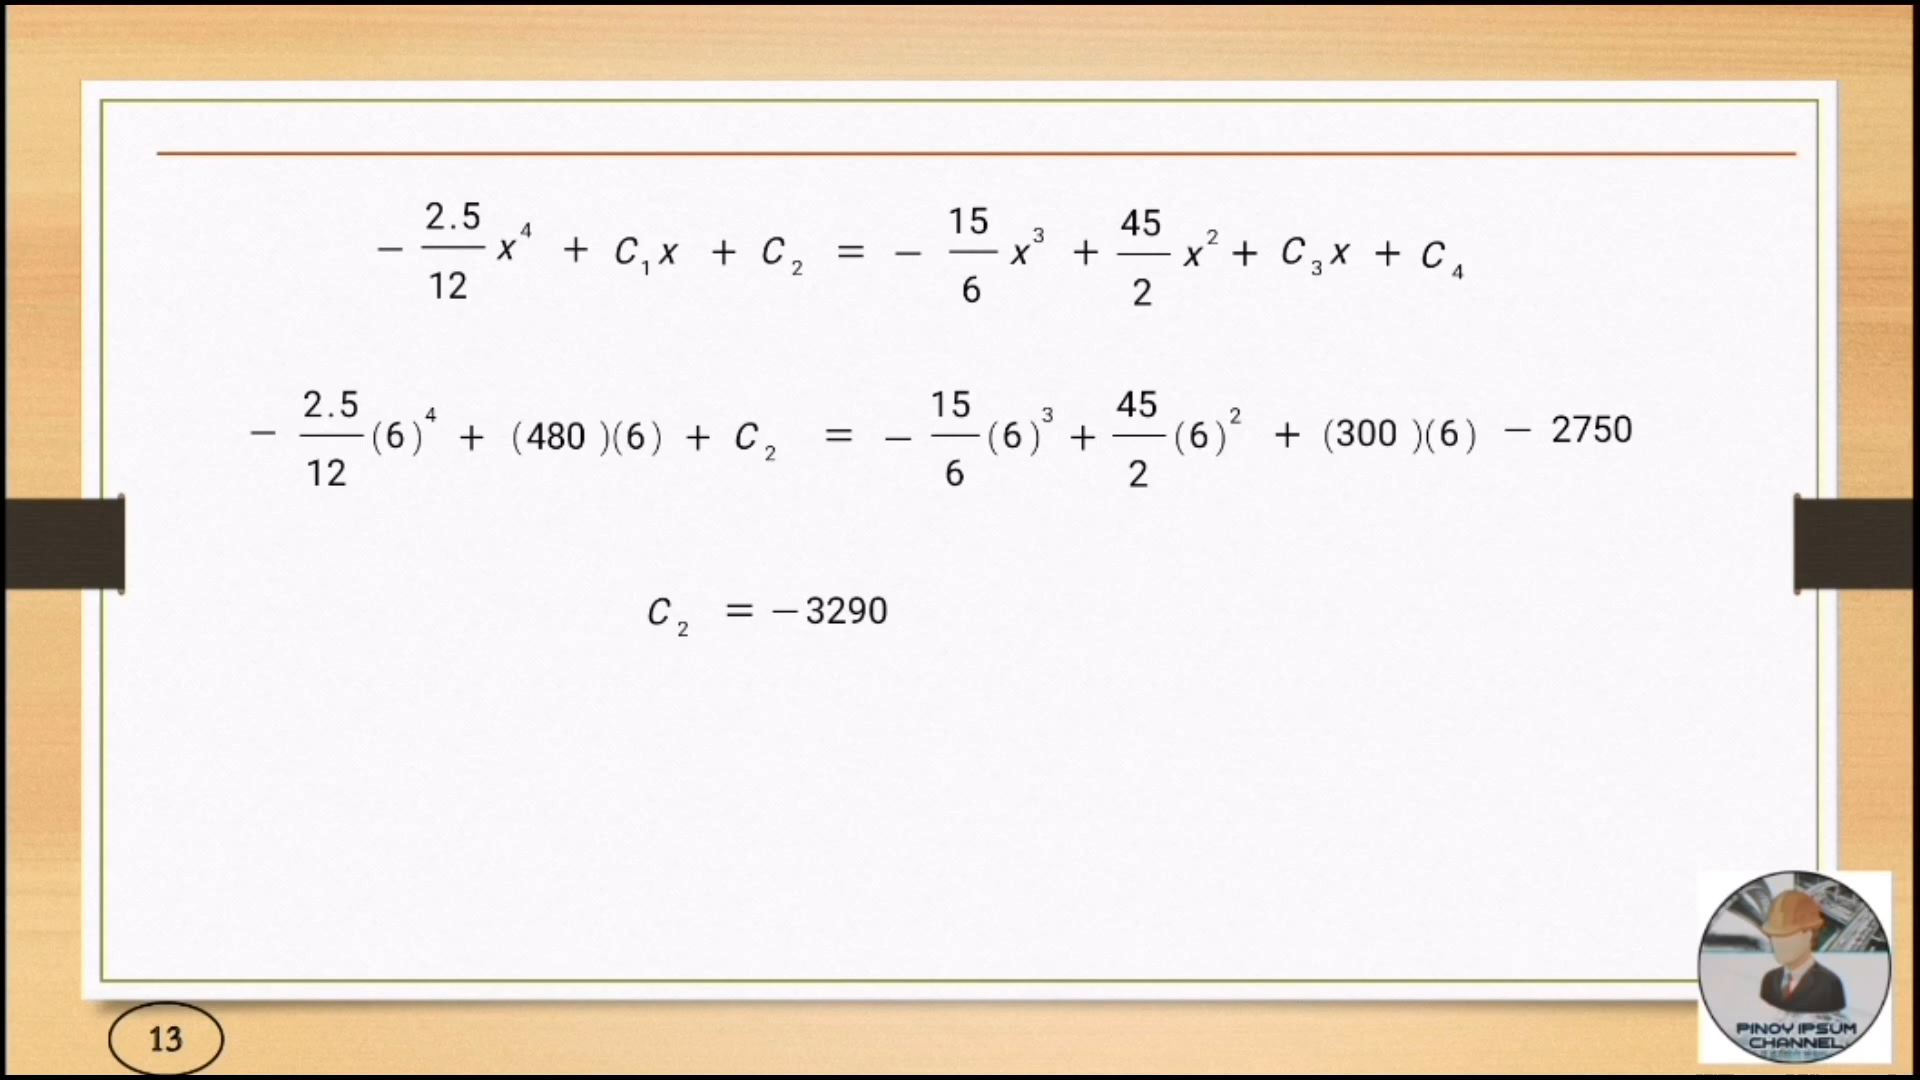 − 2.5/12 x⁴ + C₁x + C₂ = − 15/6 x³ + 45/2 x² + C₃x + C₄
− 2.5/12 (6)⁴ + (480)(6) + C₂ = − 15/6 (6)³ + 45/2 (6)² + (300)(6) − 2750
C₂ = −3290
13
PINOY IPSUM
CHANNEL